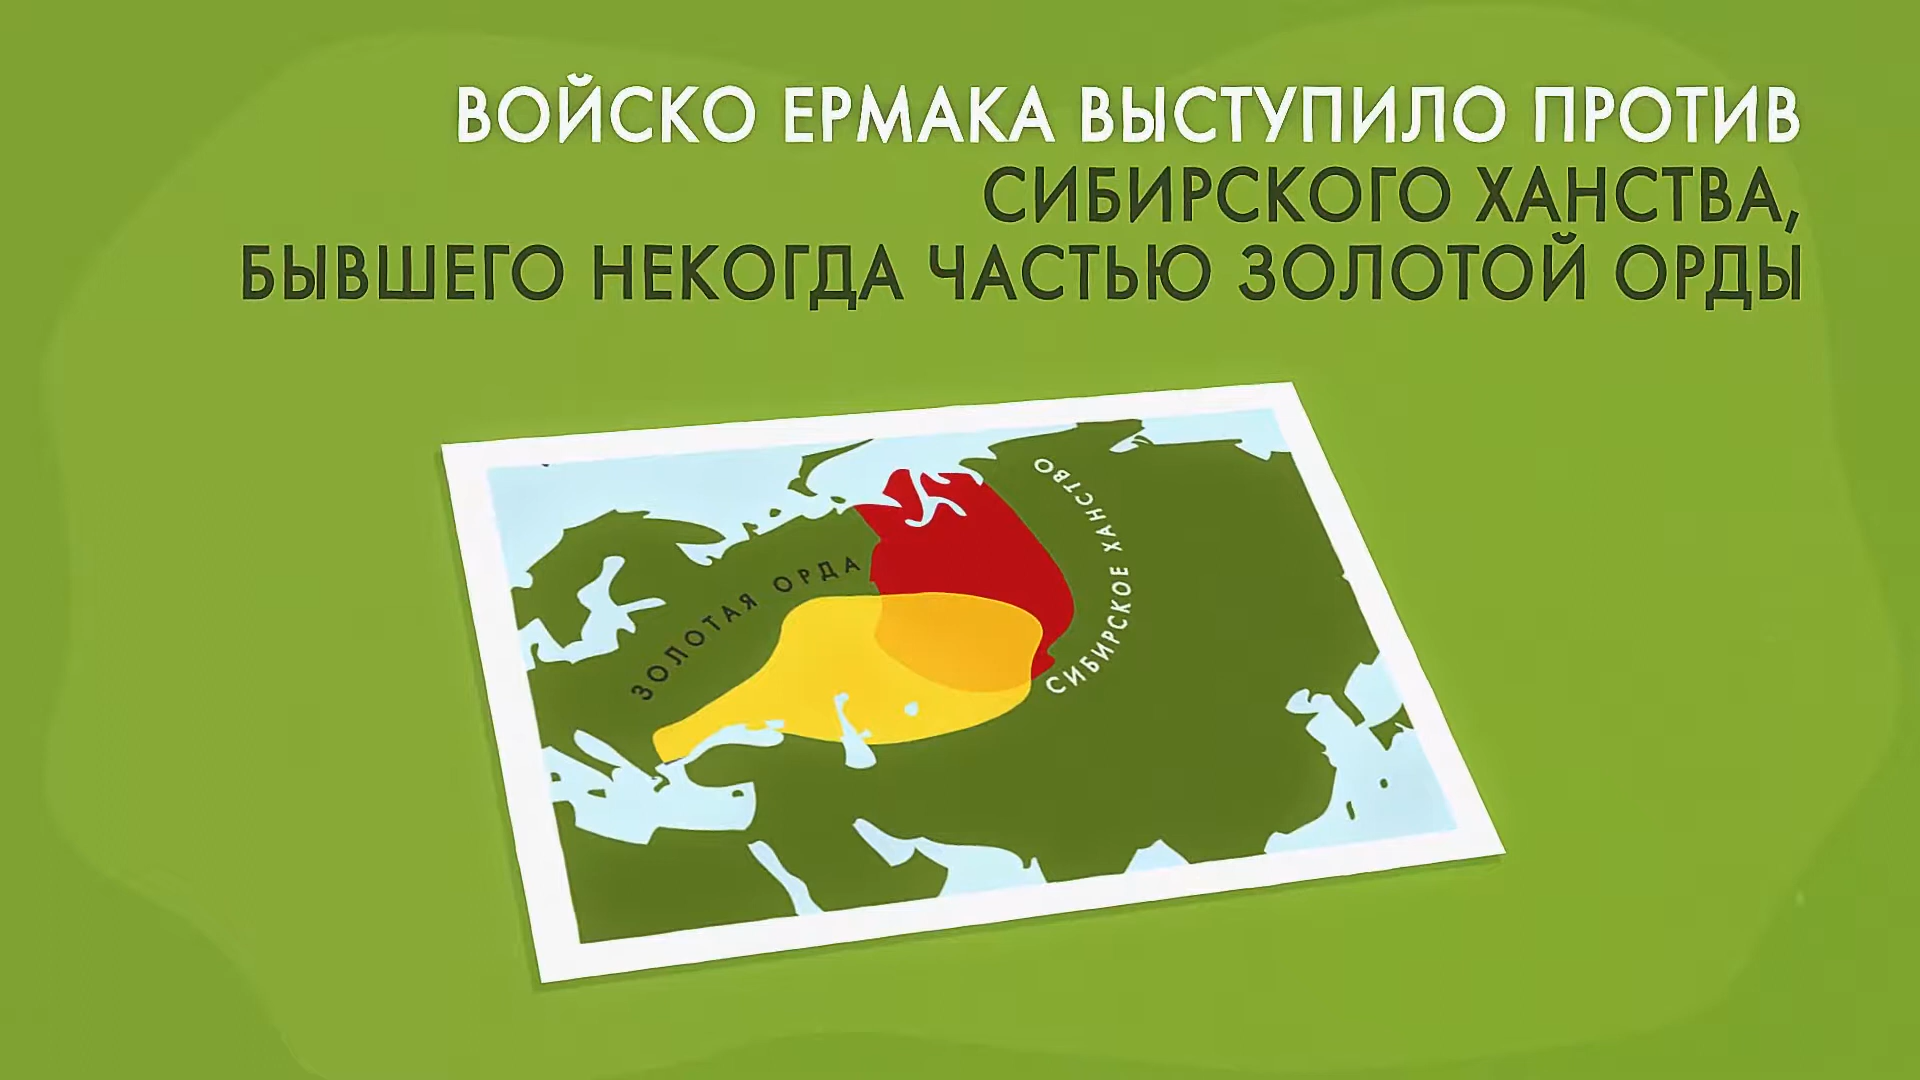 ВОЙСКО ЕРМАКА ВЫСТУПИЛО ПРОТИВ
СИБИРСКОГО ХАНСТВА,
БЫВШЕГО НЕКОГДА ЧАСТЬЮ ЗОЛОТОЙ ОРДЫ
ЗОЛОТАЯ ОРДА
СИБИРСКОЕ ХАНСТВО